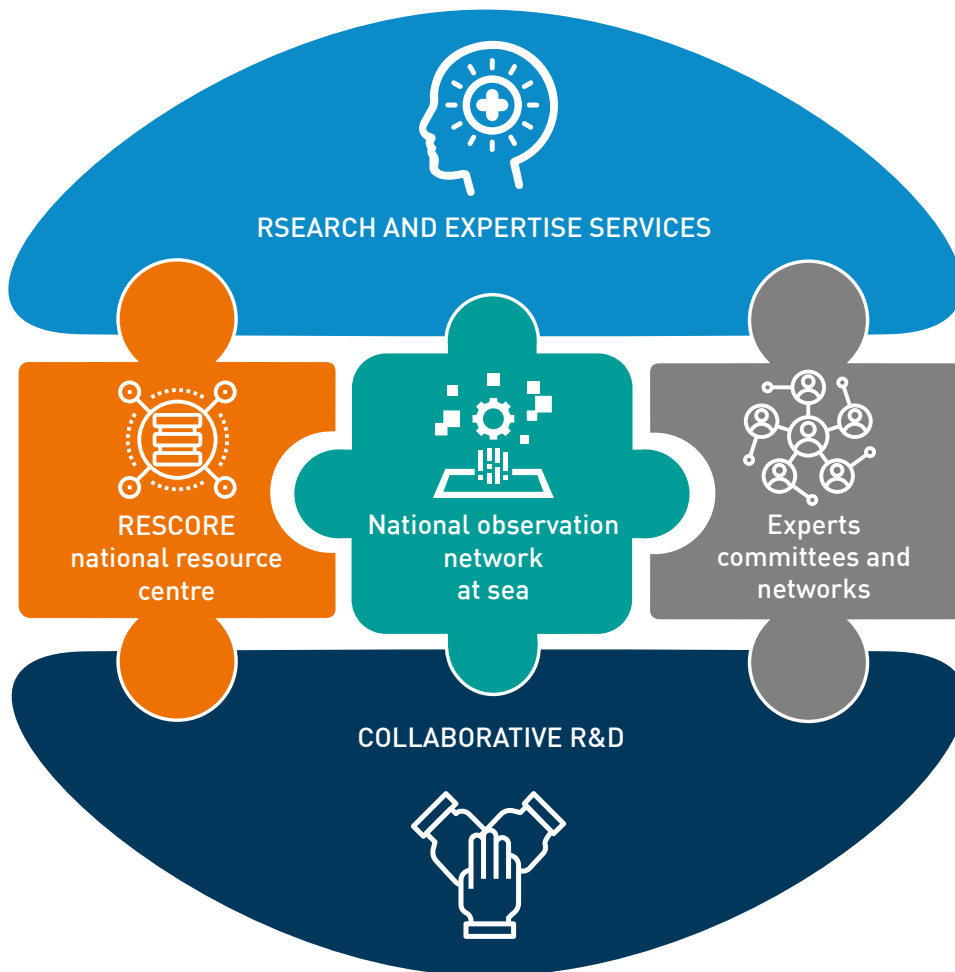 RSEARCH AND EXPERTISE SERVICES
RESCORE
national resource
centre
National observation
network
at sea
Experts
committees and
networks
COLLABORATIVE R&D